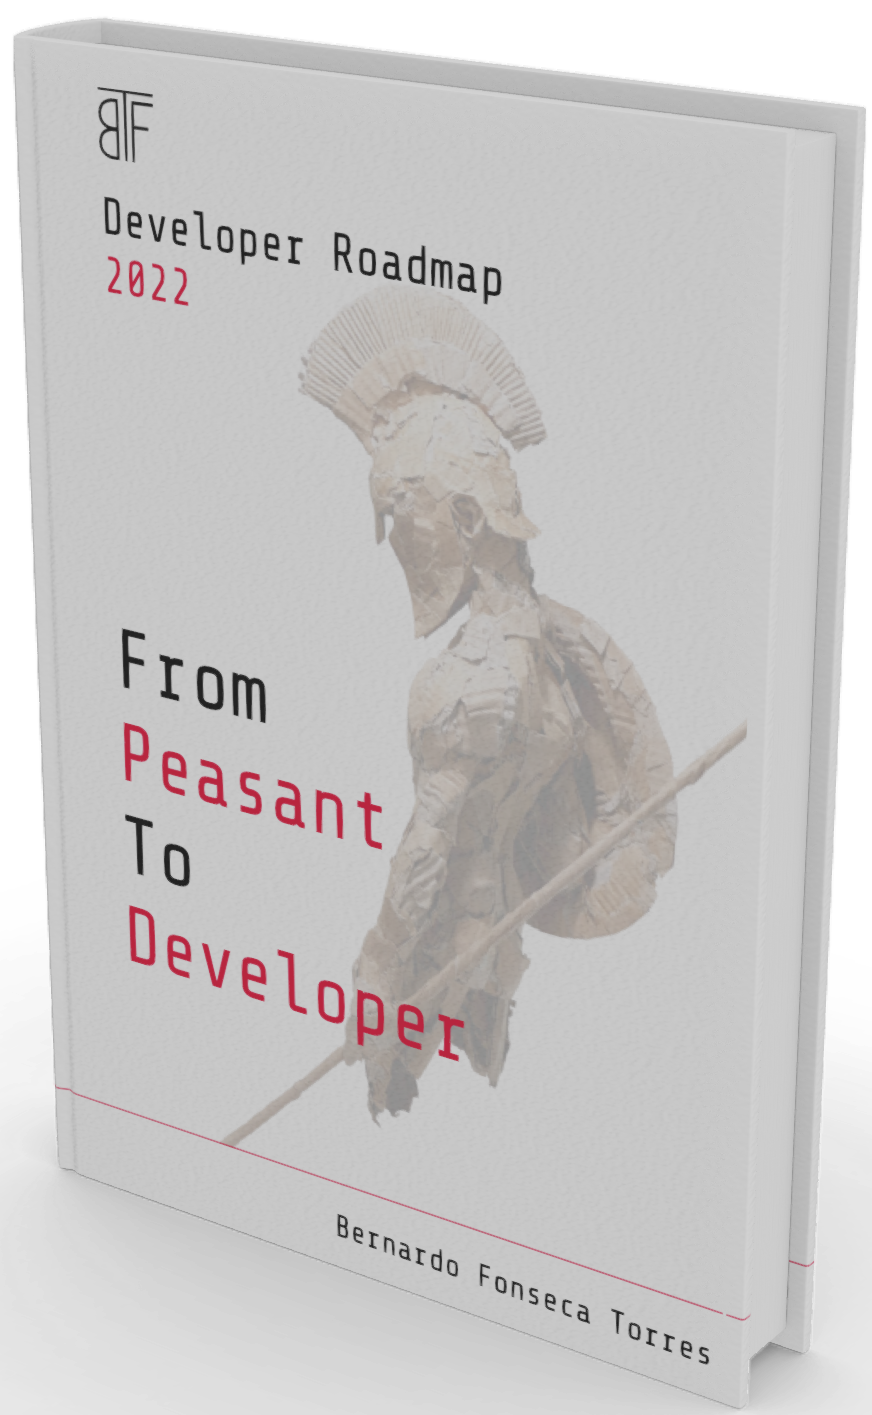 BTF
Developer Roadmap
2022
From
Peasant
To
Developer
Bernardo Fonseca Torres